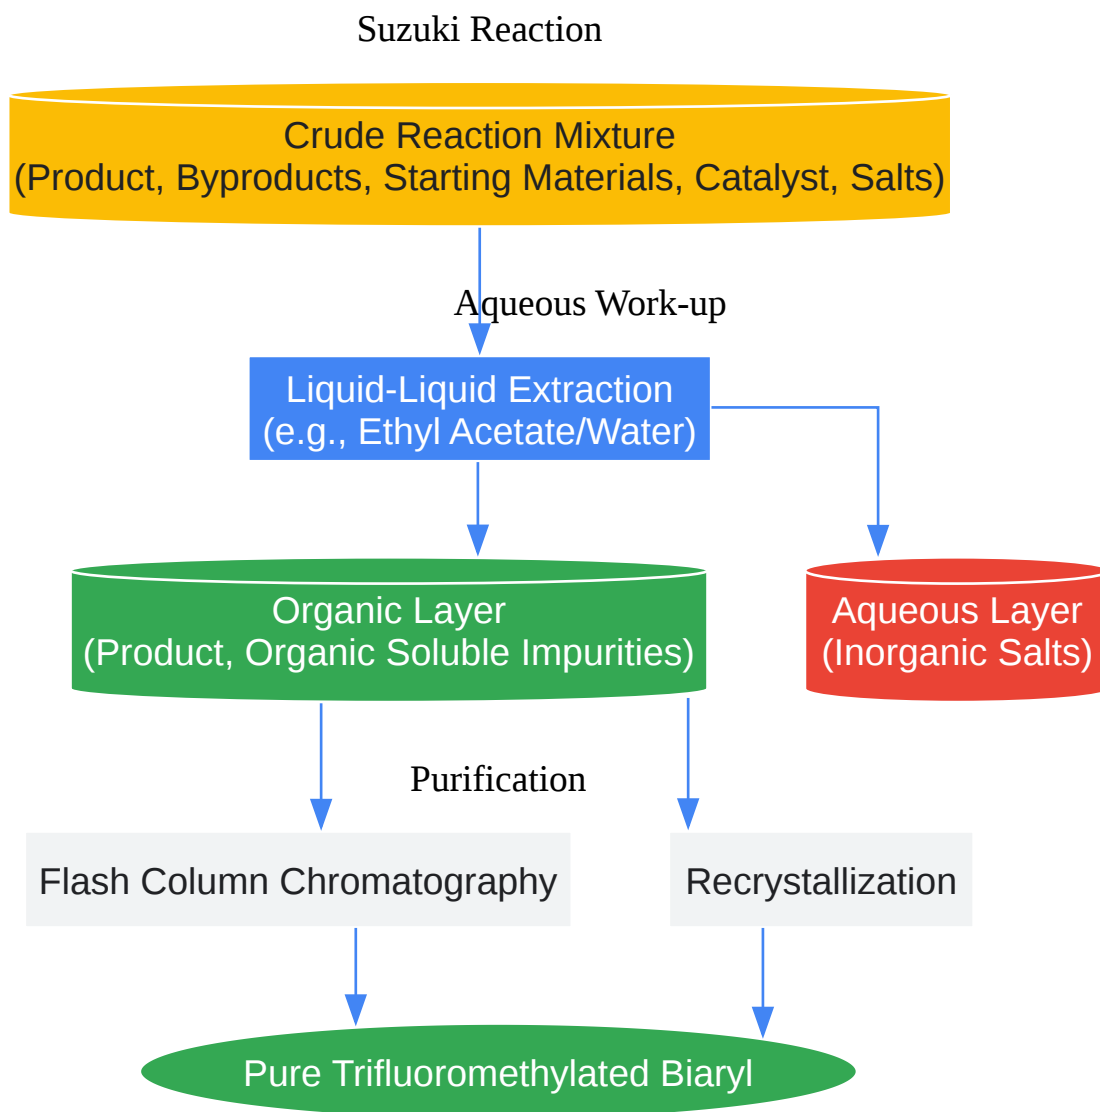 Suzuki Reaction
Crude Reaction Mixture
(Product, Byproducts, Starting Materials, Catalyst, Salts)
Aqueous Work-up
Liquid-Liquid Extraction
(e.g., Ethyl Acetate/Water)
Organic Layer
(Product, Organic Soluble Impurities)
Aqueous Layer
(Inorganic Salts)
Purification
Flash Column Chromatography
Recrystallization
Pure Trifluoromethylated Biaryl